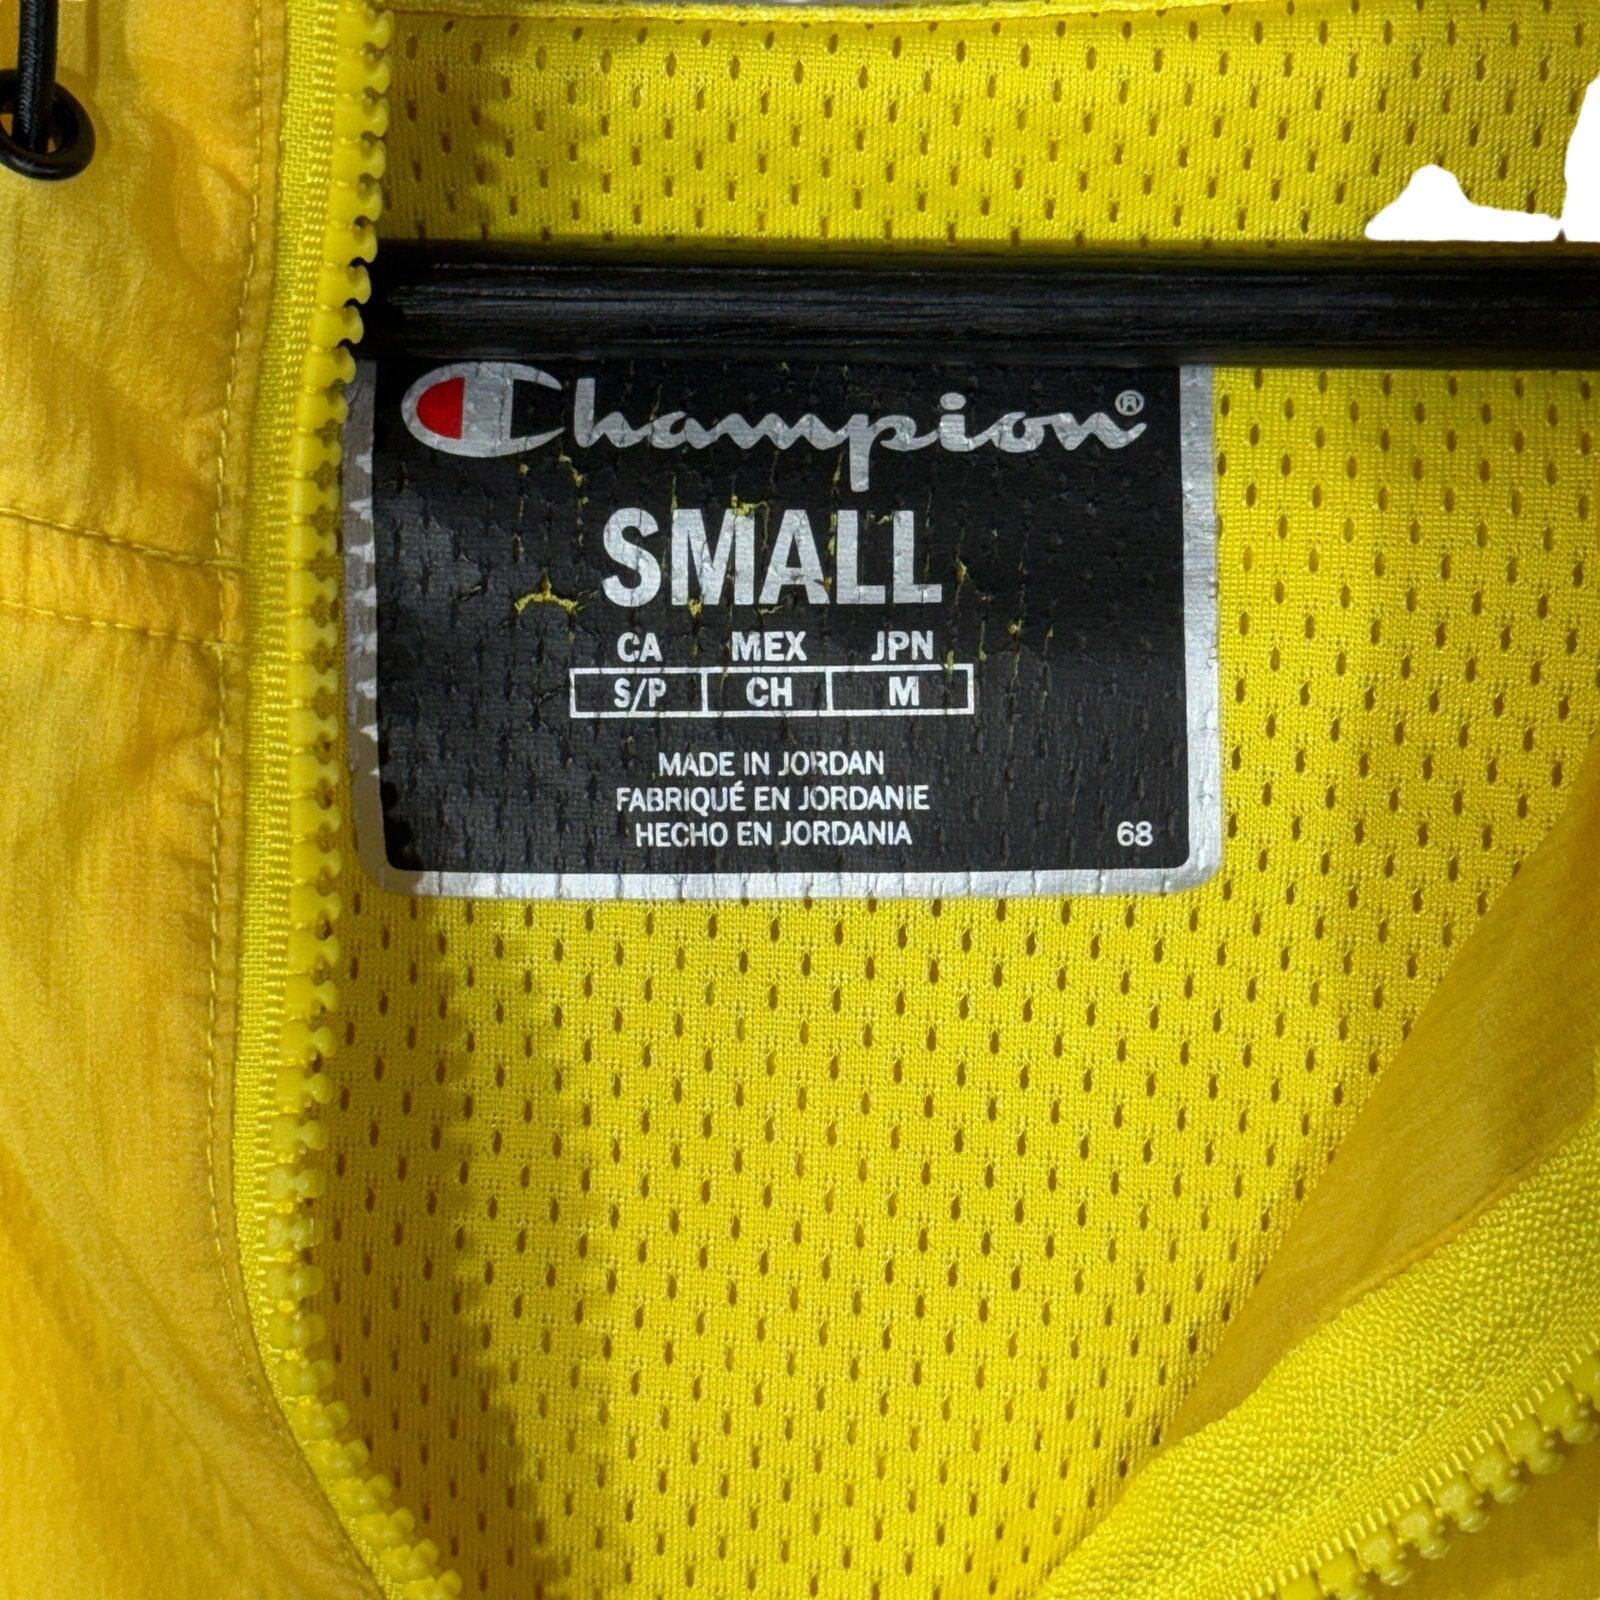 Champion®
SMALL
CA MEX JPN
S/P CH M
MADE IN JORDAN
FABRIQUÉ EN JORDANIE
HECHO EN JORDANIA
68